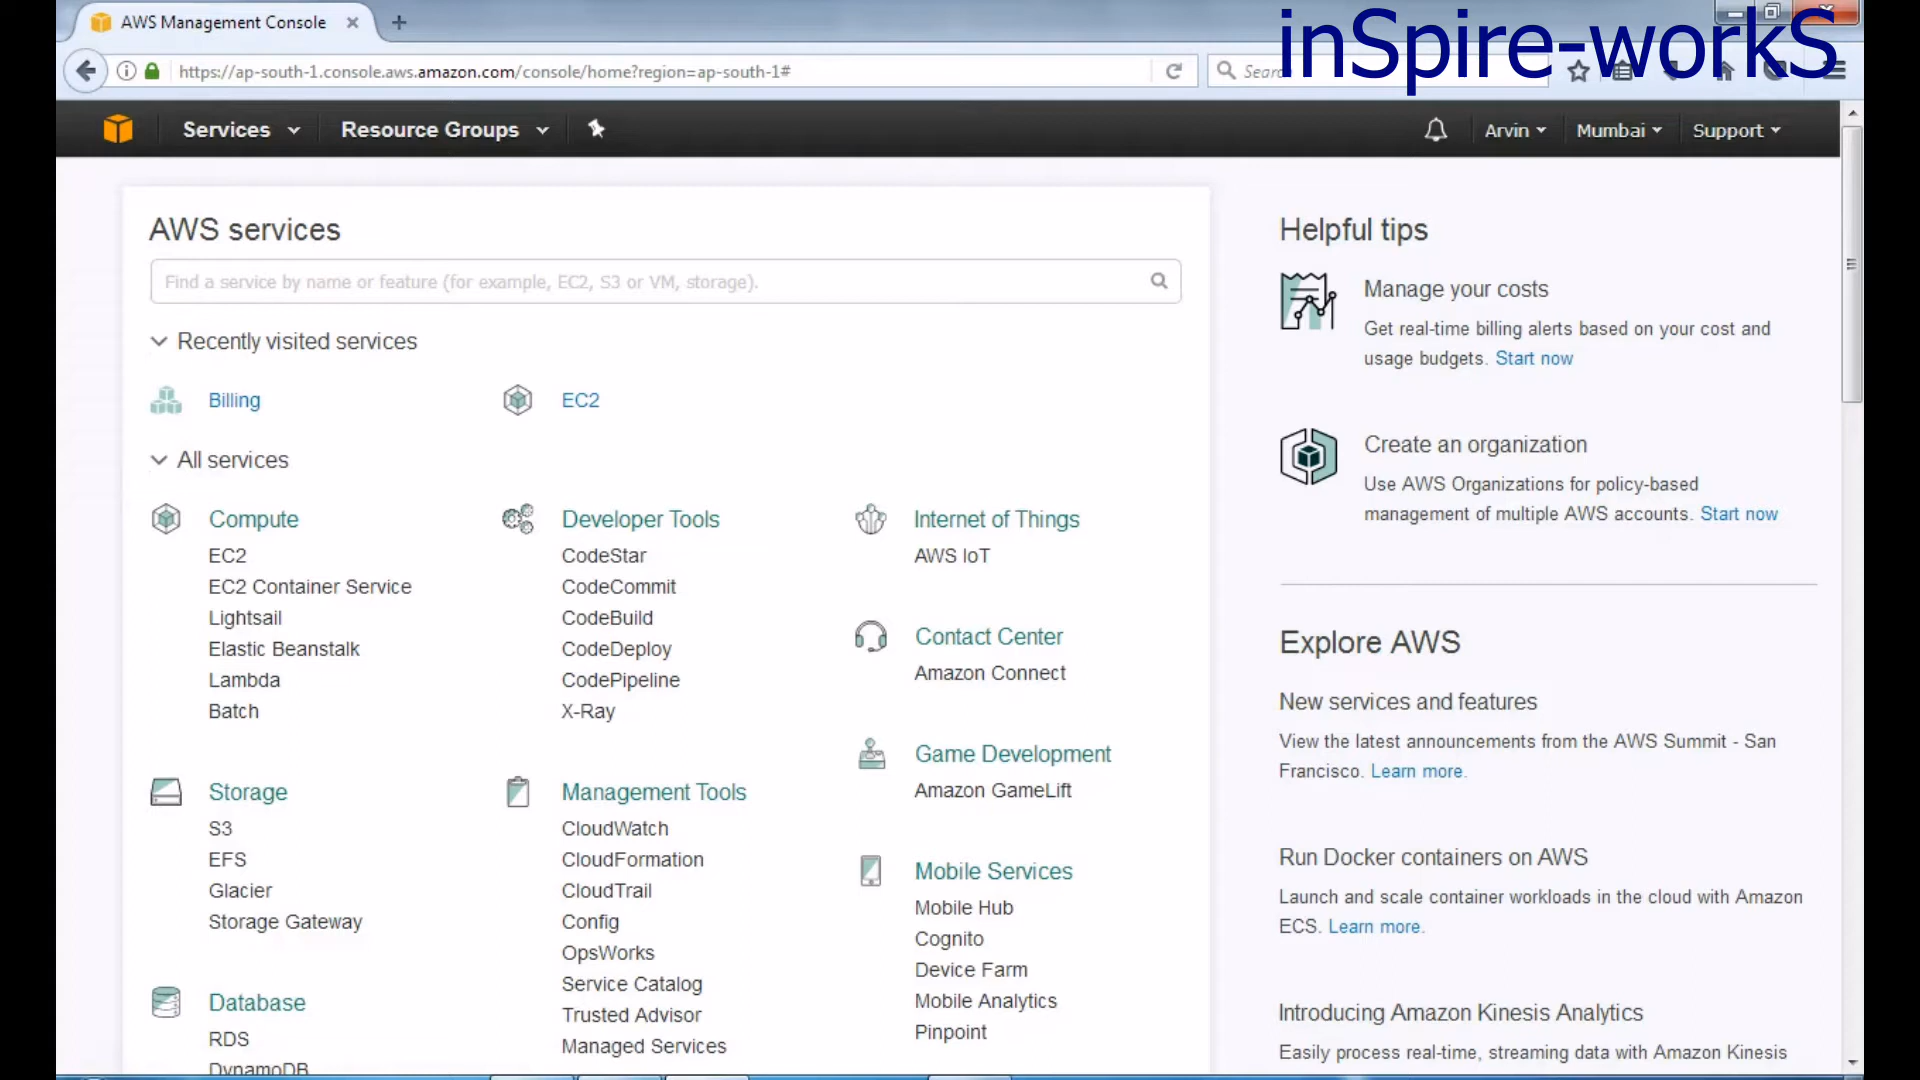 AWS Management Console
inSpire-workS
https://ap-south-1.console.aws.amazon.com/console/home?region=ap-south-1#
Services
Resource Groups
Arvin
Mumbai
Support
AWS services
Find a service by name or feature (for example, EC2, S3 or VM, storage).
Recently visited services
Billing
EC2
All services
Compute
EC2
EC2 Container Service
Lightsail
Elastic Beanstalk
Lambda
Batch
Storage
S3
EFS
Glacier
Storage Gateway
Database
RDS
DynamoDB
Developer Tools
CodeStar
CodeCommit
CodeBuild
CodeDeploy
CodePipeline
X-Ray
Management Tools
CloudWatch
CloudFormation
CloudTrail
Config
OpsWorks
Service Catalog
Trusted Advisor
Managed Services
Internet of Things
AWS IoT
Contact Center
Amazon Connect
Game Development
Amazon GameLift
Mobile Services
Mobile Hub
Cognito
Device Farm
Mobile Analytics
Pinpoint
Helpful tips
Manage your costs
Get real-time billing alerts based on your cost and
usage budgets. Start now
Create an organization
Use AWS Organizations for policy-based
management of multiple AWS accounts. Start now
Explore AWS
New services and features
View the latest announcements from the AWS Summit - San
Francisco. Learn more.
Run Docker containers on AWS
Launch and scale container workloads in the cloud with Amazon
ECS. Learn more.
Introducing Amazon Kinesis Analytics
Easily process real-time, streaming data with Amazon Kinesis